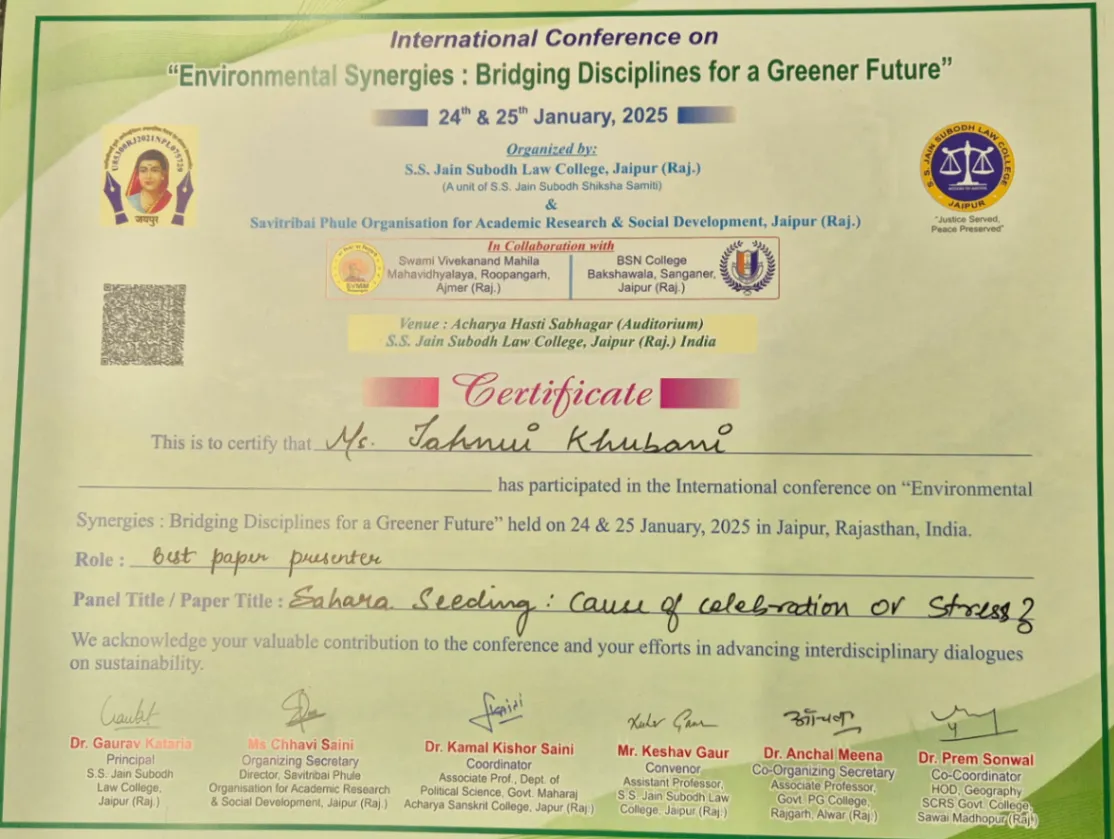 International Conference on
“Environmental Synergies : Bridging Disciplines for a Greener Future”
24th & 25th January, 2025
Organized by:
S.S. Jain Subodh Law College, Jaipur (Raj.)
(A unit of S.S. Jain Subodh Shiksha Samiti)
&
Savitribai Phule Organisation for Academic Research & Social Development, Jaipur (Raj.)
U85300RJ2021NPL075729
जयपुर
S. S. JAIN SUBODH LAW COLLEGE
JAIPUR
“Justice Served,
Peace Preserved”
In Collaboration with
Swami Vivekanand Mahila
Mahavidhyalaya, Roopangarh,
Ajmer (Raj.)
BSN College
Bakshawala, Sanganer,
Jaipur (Raj.)
Venue : Acharya Hasti Sabhagar (Auditorium)
S.S. Jain Subodh Law College, Jaipur (Raj.) India
Certificate
This is to certify that Ms. Jahnvi Khubani
has participated in the International conference on “Environmental
Synergies : Bridging Disciplines for a Greener Future” held on 24 & 25 January, 2025 in Jaipur, Rajasthan, India.
Role : best paper presenter
Panel Title / Paper Title : Sahara Seeding : Cause of celebration or stress?
We acknowledge your valuable contribution to the conference and your efforts in advancing interdisciplinary dialogues
on sustainability.
Dr. Gaurav Kataria
Principal
S.S. Jain Subodh
Law College,
Jaipur (Raj.)
Ms Chhavi Saini
Organizing Secretary
Director, Savitribai Phule
Organisation for Academic Research
& Social Development, Jaipur (Raj.)
Dr. Kamal Kishor Saini
Coordinator
Associate Prof., Dept. of
Political Science, Govt. Maharaj
Acharya Sanskrit College, Japur (Raj.)
Keshav Gaur
Mr. Keshav Gaur
Convenor
Assistant Professor,
S.S. Jain Subodh Law
College, Jaipur (Raj.)
Dr. Anchal Meena
Co-Organizing Secretary
Associate Professor,
Govt. PG College,
Rajgarh, Alwar (Raj.)
Dr. Prem Sonwal
Co-Coordinator
HOD, Geography
SCRS Govt. College,
Sawai Madhopur (Raj.)